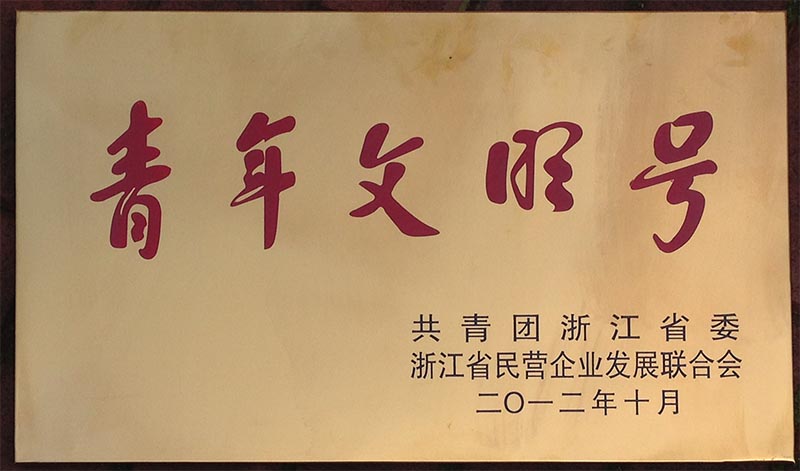 青年文明号
共青团浙江省委
浙江省民营企业发展联合会
二〇一二年十月